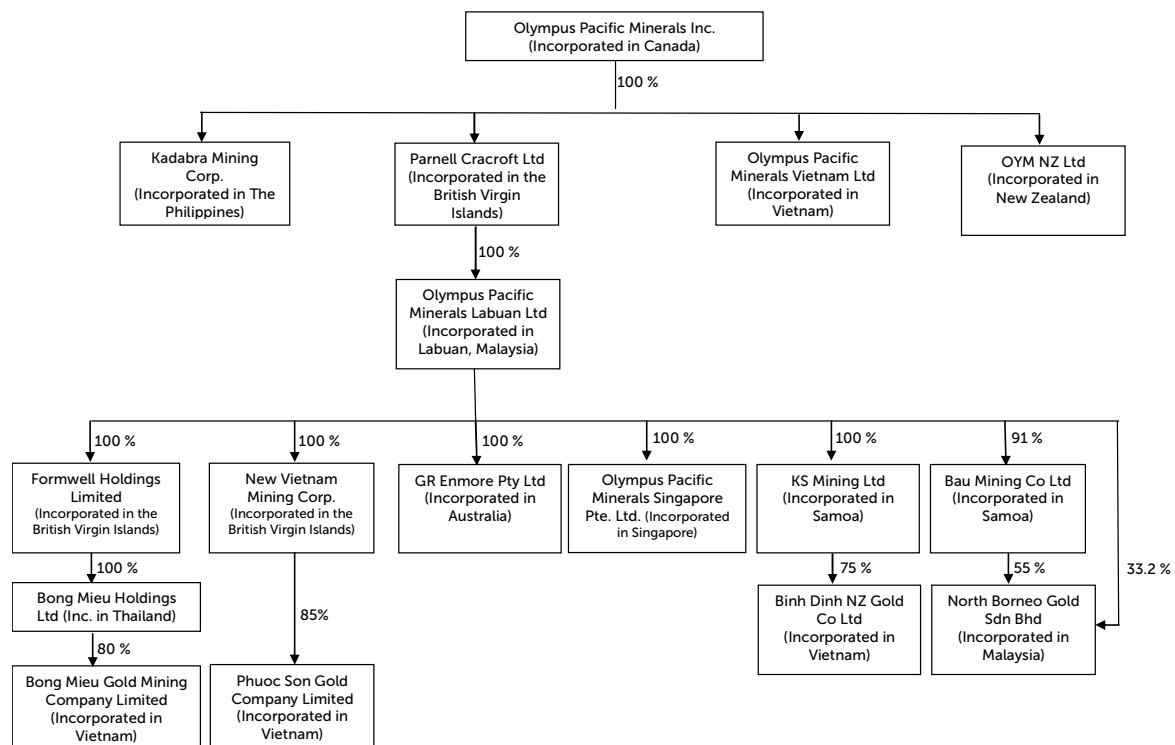 Olympus Pacific Minerals Inc.
(Incorporated in Canada)
100 %
Kadabra Mining
Corp.
(Incorporated in The
Philippines)
Parnell Cracroft Ltd
(Incorporated in the
British Virgin
Islands)
Olympus Pacific
Minerals Vietnam Ltd
(Incorporated in
Vietnam)
OYM NZ Ltd
(Incorporated in
New Zealand)
100 %
Olympus Pacific
Minerals Labuan Ltd
(Incorporated in
Labuan, Malaysia)
100 %
100 %
100 %
100 %
100 %
91 %
33.2 %
Formwell Holdings
Limited
(Incorporated in the
British Virgin Islands)
New Vietnam
Mining Corp.
(Incorporated in the
British Virgin Islands)
GR Enmore Pty Ltd
(Incorporated in
Australia)
Olympus Pacific
Minerals Singapore
Pte. Ltd. (Incorporated
in Singapore)
KS Mining Ltd
(Incorporated in
Samoa)
Bau Mining Co Ltd
(Incorporated in
Samoa)
100 %
85%
75 %
55 %
Bong Mieu Holdings
Ltd (Inc. in Thailand)
Binh Dinh NZ Gold
Co Ltd
(Incorporated in
Vietnam)
North Borneo Gold
Sdn Bhd
(Incorporated in
Malaysia)
80 %
Bong Mieu Gold Mining
Company Limited
(Incorporated in
Vietnam)
Phuoc Son Gold
Company Limited
(Incorporated in
Vietnam)